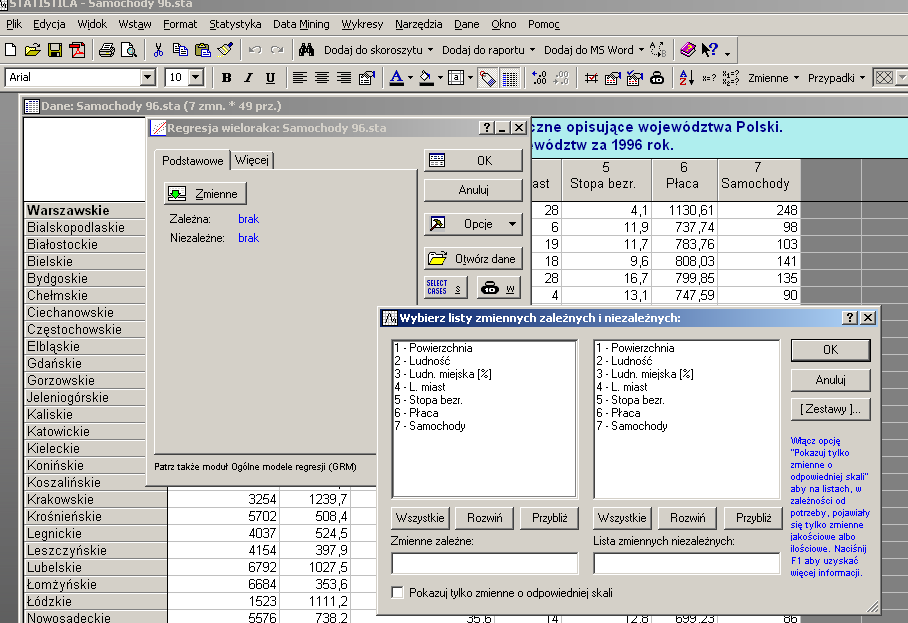 STATISTICA - Samochody 96.sta
Plik Edycja Widok Wstaw Format Statystyka Data Mining Wykresy Narzędzia Dane Okno Pomoc
Dodaj do skoroszytu Dodaj do raportu Dodaj do MS Word
Arial 10 B I U Zmienne Przypadki
Dane: Samochody 96.sta (7 zmn. * 49 prz.)
czne opisujące województwa Polski.
ewództw za 1996 rok.
5 6 7
iast Stopa bezr. Płaca Samochody
Warszawskie 28 4,1 1130,61 248
Bialskopodlaskie 6 11,9 737,74 98
Białostockie 19 11,7 783,76 103
Bielskie 18 9,6 808,03 141
Bydgoskie 28 16,7 799,85 135
Chełmskie 4 13,1 747,59 90
Ciechanowskie
Częstochowskie
Elbląskie
Gdańskie
Gorzowskie
Jeleniogórskie
Kaliskie
Katowickie
Kieleckie
Konińskie
Koszalińskie
Krakowskie 3254 1239,7
Krośnieńskie 5702 508,4
Legnickie 4037 524,5
Leszczyńskie 4154 397,9
Lubelskie 6792 1027,5
Łomżyńskie 6684 353,6
Łódzkie 1523 1111,2
Nowosadeckie 5576 738,2 35,6 14 12,8 699,23 86
Regresja wieloraka: Samochody 96.sta
Podstawowe Więcej
Zmienne
Zależna: brak
Niezależne: brak
OK
Anuluj
Opcje
Otwórz dane
SELECT CASES S W
Patrz także moduł Ogólne modele regresji (GRM)
Wybierz listy zmiennych zależnych i niezależnych:
1 - Powierzchnia
2 - Ludność
3 - Ludn. miejska [%]
4 - L. miast
5 - Stopa bezr.
6 - Płaca
7 - Samochody
1 - Powierzchnia
2 - Ludność
3 - Ludn. miejska [%]
4 - L. miast
5 - Stopa bezr.
6 - Płaca
7 - Samochody
Wszystkie Rozwiń Przybliż
Wszystkie Rozwiń Przybliż
Zmienne zależne:
Lista zmiennych niezależnych:
Pokazuj tylko zmienne o odpowiedniej skali
OK
Anuluj
[ Zestawy ]...
Włącz opcję
"Pokazuj tylko
zmienne o
odpowiedniej skali"
aby na listach, w
zależności od
potrzeby, pojawiały
się tylko zmienne
jakościowe albo
ilościowe. Naciśnij
F1 aby uzyskać
więcej informacji.